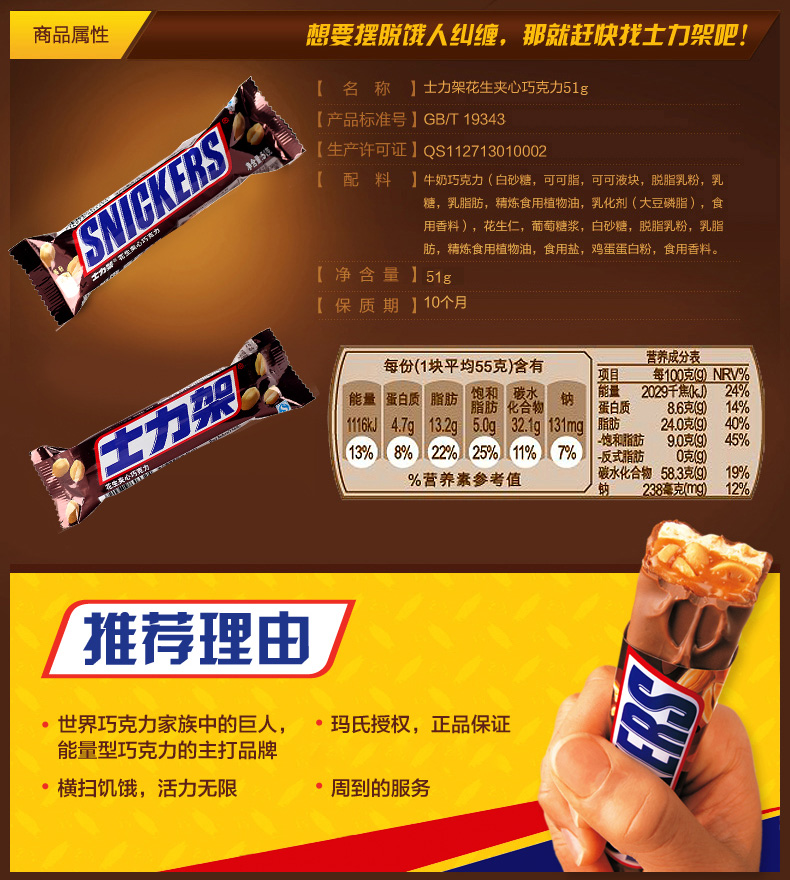 商品属性
想要摆脱饿人纠缠，那就赶快找士力架吧！
【 名 称 】士力架花生夹心巧克力51g
【产品标准号】GB/T 19343
【生产许可证】QS112713010002
【 配 料 】牛奶巧克力（白砂糖，可可脂，可可液块，脱脂乳粉，乳
糖，乳脂肪，精炼食用植物油，乳化剂（大豆磷脂），食
用香料），花生仁，葡萄糖浆，白砂糖，脱脂乳粉，乳脂
肪，精炼食用植物油，食用盐，鸡蛋蛋白粉，食用香料。
【 净 含 量 】51g
【 保 质 期 】10个月
SNICKERS
士力架 花生夹心巧克力
士力架
花生夹心巧克力
每份(1块平均55克)含有
能量 蛋白质 脂肪 饱和脂肪 碳水化合物 钠
1116kJ 4.7g 13.2g 5.0g 32.1g 131mg
13% 8% 22% 25% 11% 7%
%营养素参考值
营养成分表
项目 每100克(g) NRV%
能量 2029千焦(kJ) 24%
蛋白质 8.6克(g) 14%
脂肪 24.0克(g) 40%
-饱和脂肪 9.0克(g) 45%
-反式脂肪 0克(g)
碳水化合物 58.3克(g) 19%
钠 238毫克(mg) 12%
推荐理由
• 世界巧克力家族中的巨人，
能量型巧克力的主打品牌
• 玛氏授权，正品保证
• 横扫饥饿，活力无限
• 周到的服务
KERS